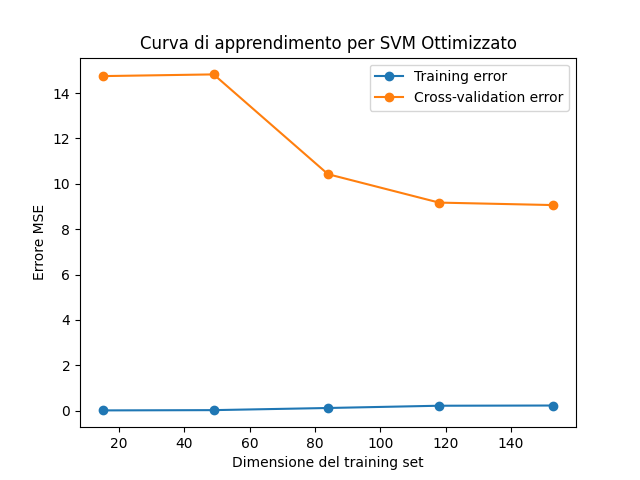 Curva di apprendimento per SVM Ottimizzato
Training error
Cross-validation error
Errore MSE
14
12
10
8
6
4
2
0
20 40 60 80 100 120 140
Dimensione del training set